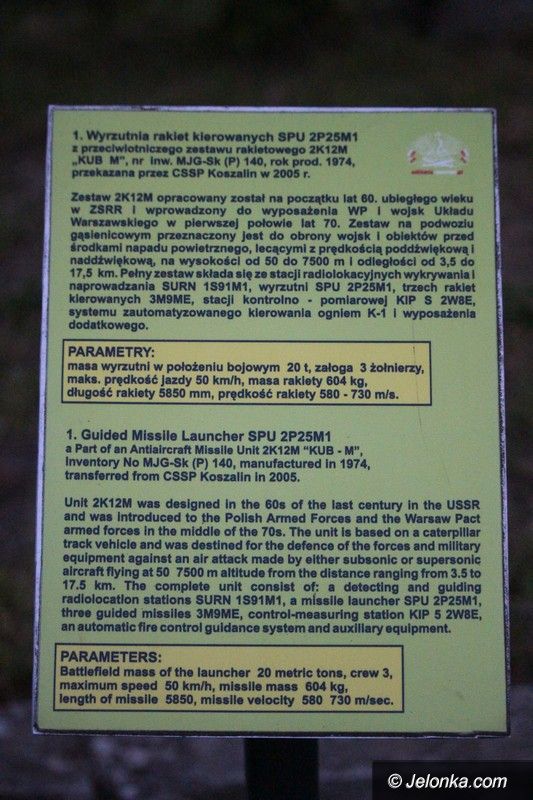 1. Wyrzutnia rakiet kierowanych SPU 2P25M1
z przeciwlotniczego zestawu rakietowego 2K12M
„KUB M”, nr inw. MJG-Sk (P) 140, rok prod. 1974,
przekazana przez CSSP Koszalin w 2005 r.
Zestaw 2K12M opracowany został na początku lat 60. ubiegłego wieku
w ZSRR i wprowadzony do wyposażenia WP i wojsk Układu
Warszawskiego w pierwszej połowie lat 70. Zestaw na podwoziu
gąsienicowym przeznaczony jest do obrony wojsk i obiektów przed
środkami napadu powietrznego, lecącymi z prędkością poddźwiękową i
naddźwiękową, na wysokości od 50 do 7500 m i odległości od 3,5 do
17,5 km. Pełny zestaw składa się ze stacji radiolokacyjnych wykrywania i
naprowadzania SURN 1S91M1, wyrzutni SPU 2P25M1, trzech rakiet
kierowanych 3M9ME, stacji kontrolno - pomiarowej KIP S 2W8E,
systemu zautomatyzowanego kierowania ogniem K-1 i wyposażenia
dodatkowego.
PARAMETRY:
masa wyrzutni w położeniu bojowym 20 t, załoga 3 żołnierzy,
maks. prędkość jazdy 50 km/h, masa rakiety 604 kg,
długość rakiety 5850 mm, prędkość rakiety 580 - 730 m/s.
1. Guided Missile Launcher SPU 2P25M1
a Part of an Antiaircraft Missile Unit 2K12M “KUB - M”,
inventory No MJG-Sk (P) 140, manufactured in 1974,
transferred from CSSP Koszalin in 2005.
Unit 2K12M was designed in the 60s of the last century in the USSR
and was introduced to the Polish Armed Forces and the Warsaw Pact
armed forces in the middle of the 70s. The unit is based on a caterpillar
track vehicle and was destined for the defence of the forces and military
equipment against an air attack made by either subsonic or supersonic
aircraft flying at 50 7500 m altitude from the distance ranging from 3.5 to
17.5 km. The complete unit consist of: a detecting and guiding
radiolocation stations SURN 1S91M1, a missile launcher SPU 2P25M1,
three guided missiles 3M9ME, control-measuring station KIP 5 2W8E,
an automatic fire control guidance system and auxiliary equipment.
PARAMETERS:
Battlefield mass of the launcher 20 metric tons, crew 3,
maximum speed 50 km/h, missile mass 604 kg,
length of missile 5850, missile velocity 580 730 m/sec.
© Jelonka.com